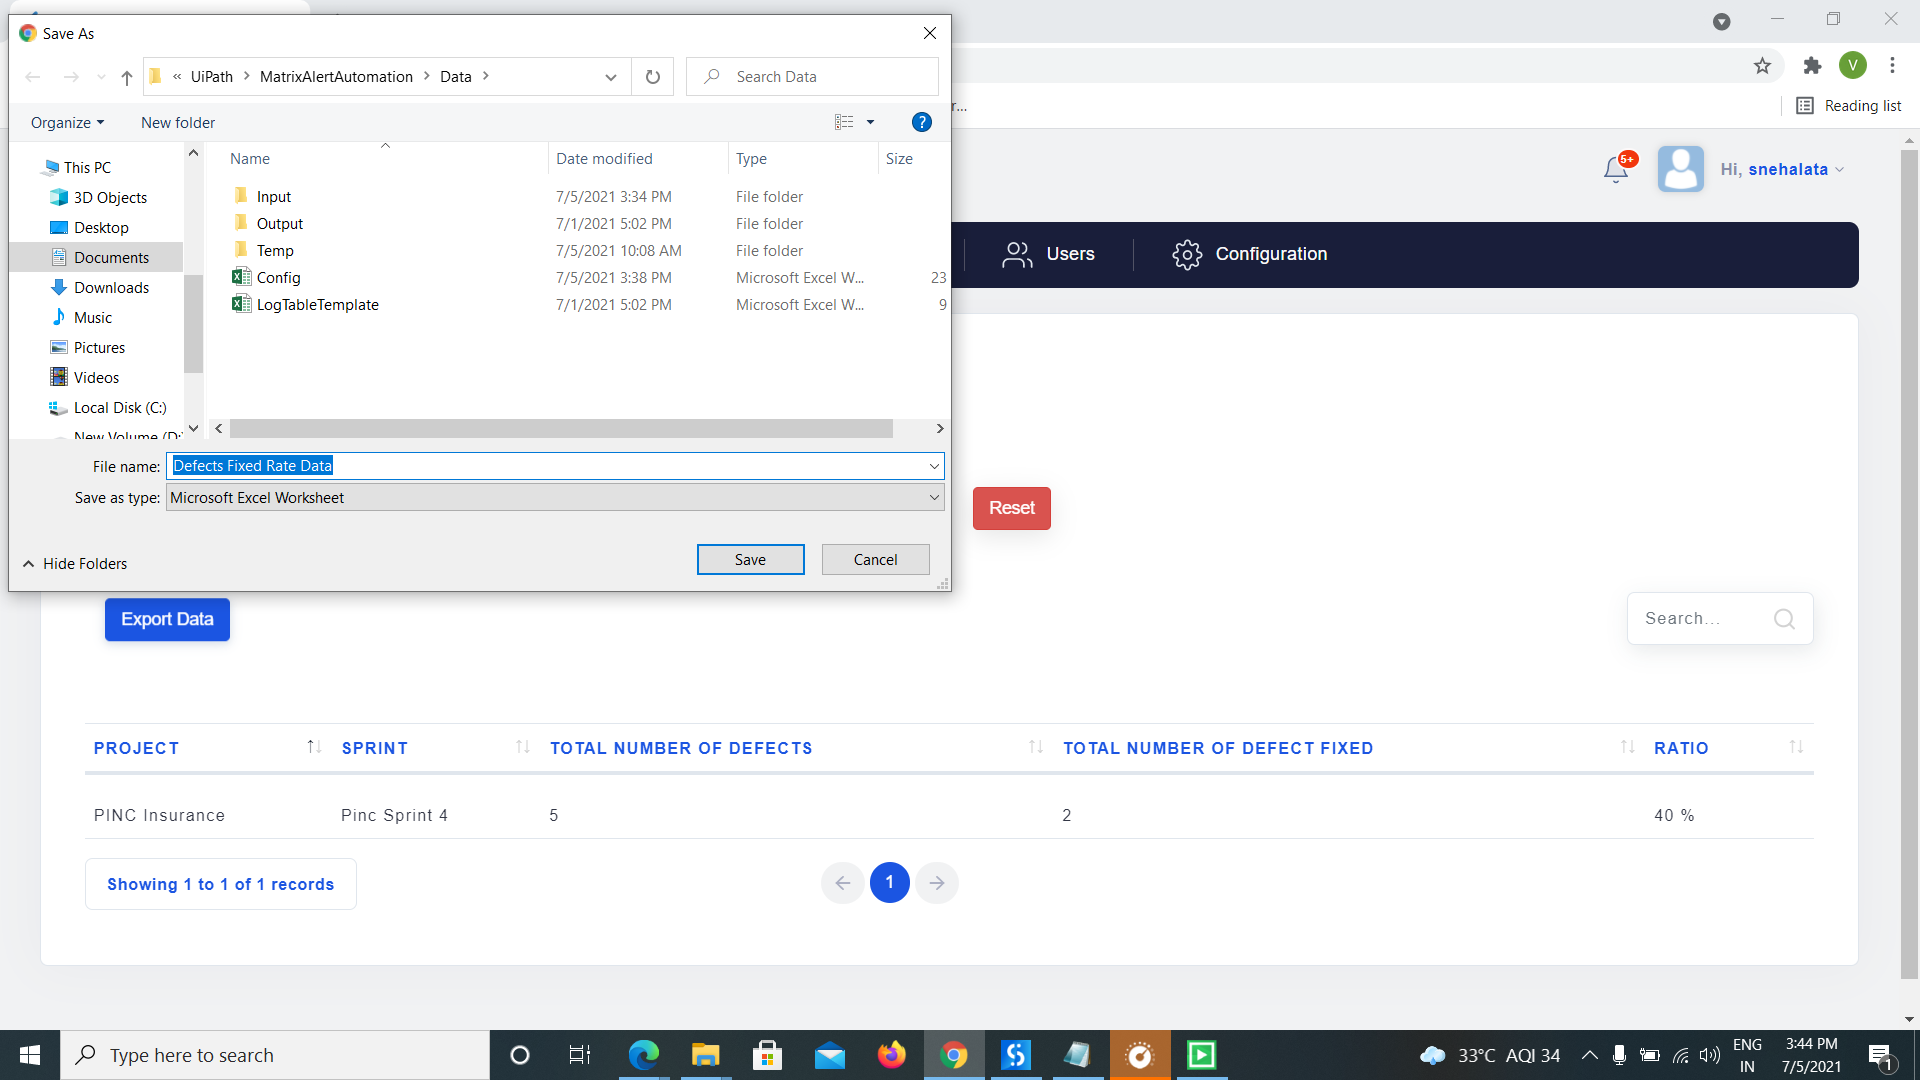 Save As
« UiPath > MatrixAlertAutomation > Data >
Search Data
Organize
New folder
?
Name
Date modified
Type
Size
This PC
3D Objects
Desktop
Documents
Downloads
Music
Pictures
Videos
Local Disk (C:)
New Volume (D:
Input 7/5/2021 3:34 PM File folder
Output 7/1/2021 5:02 PM File folder
Temp 7/5/2021 10:08 AM File folder
Config 7/5/2021 3:38 PM Microsoft Excel W... 23
LogTableTemplate 7/1/2021 5:02 PM Microsoft Excel W... 9
File name: Defects Fixed Rate Data
Save as type: Microsoft Excel Worksheet
Hide Folders
Save
Cancel
V
r...
Reading list
5+
Hi, snehalata
Users
Configuration
Reset
Export Data
Search...
PROJECT SPRINT TOTAL NUMBER OF DEFECTS TOTAL NUMBER OF DEFECT FIXED RATIO
PINC Insurance Pinc Sprint 4 5 2 40 %
Showing 1 to 1 of 1 records
1
Type here to search
33°C AQI 34
ENG
IN
3:44 PM
7/5/2021
1